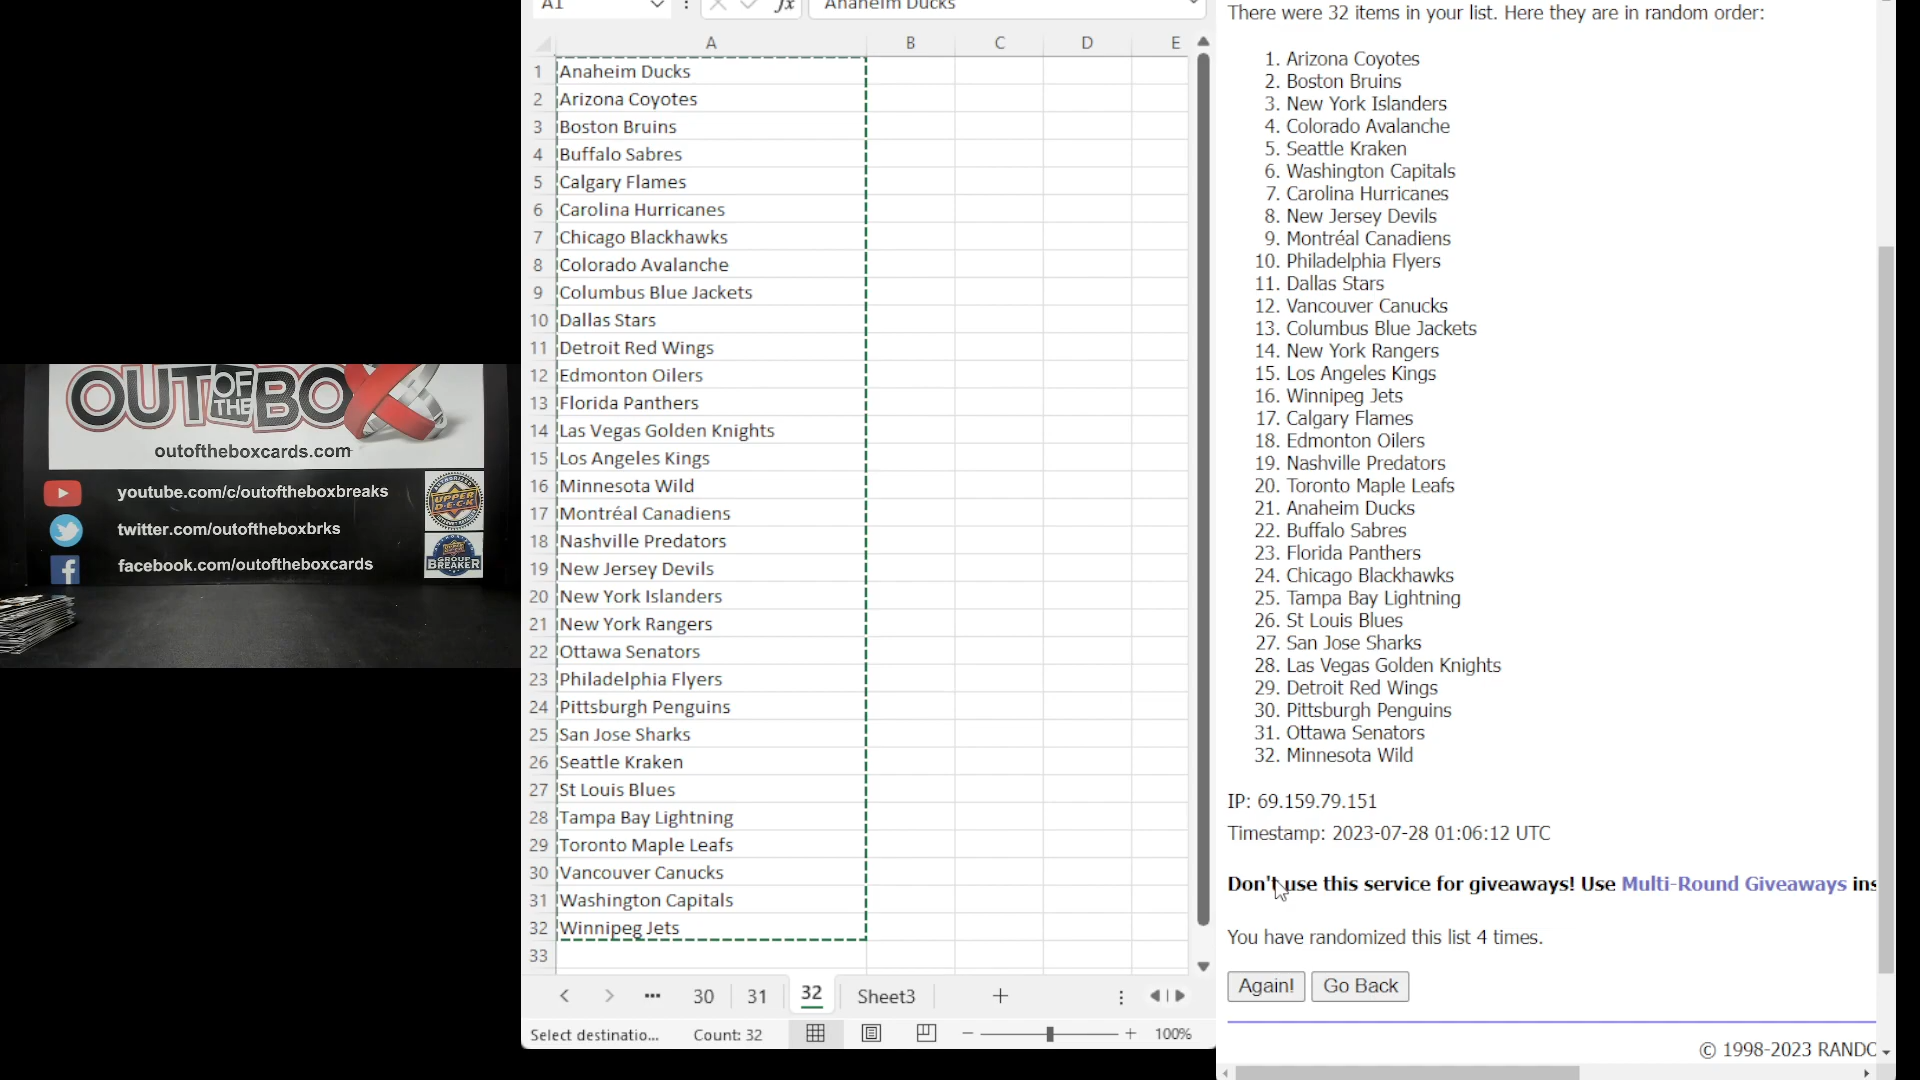 OUT OF THE BOX
outoftheboxcards.com
youtube.com/c/outoftheboxbreaks
twitter.com/outoftheboxbrks
facebook.com/outoftheboxcards
UPPER DECK
GROUP BREAKER
A1
fx
Anaheim Ducks
A B C D E
1 Anaheim Ducks
2 Arizona Coyotes
3 Boston Bruins
4 Buffalo Sabres
5 Calgary Flames
6 Carolina Hurricanes
7 Chicago Blackhawks
8 Colorado Avalanche
9 Columbus Blue Jackets
10 Dallas Stars
11 Detroit Red Wings
12 Edmonton Oilers
13 Florida Panthers
14 Las Vegas Golden Knights
15 Los Angeles Kings
16 Minnesota Wild
17 Montréal Canadiens
18 Nashville Predators
19 New Jersey Devils
20 New York Islanders
21 New York Rangers
22 Ottawa Senators
23 Philadelphia Flyers
24 Pittsburgh Penguins
25 San Jose Sharks
26 Seattle Kraken
27 St Louis Blues
28 Tampa Bay Lightning
29 Toronto Maple Leafs
30 Vancouver Canucks
31 Washington Capitals
32 Winnipeg Jets
33
... 30 31 32 Sheet3
Select destinatio... Count: 32 100%
There were 32 items in your list. Here they are in random order:
1. Arizona Coyotes
2. Boston Bruins
3. New York Islanders
4. Colorado Avalanche
5. Seattle Kraken
6. Washington Capitals
7. Carolina Hurricanes
8. New Jersey Devils
9. Montréal Canadiens
10. Philadelphia Flyers
11. Dallas Stars
12. Vancouver Canucks
13. Columbus Blue Jackets
14. New York Rangers
15. Los Angeles Kings
16. Winnipeg Jets
17. Calgary Flames
18. Edmonton Oilers
19. Nashville Predators
20. Toronto Maple Leafs
21. Anaheim Ducks
22. Buffalo Sabres
23. Florida Panthers
24. Chicago Blackhawks
25. Tampa Bay Lightning
26. St Louis Blues
27. San Jose Sharks
28. Las Vegas Golden Knights
29. Detroit Red Wings
30. Pittsburgh Penguins
31. Ottawa Senators
32. Minnesota Wild
IP: 69.159.79.151
Timestamp: 2023-07-28 01:06:12 UTC
Don't use this service for giveaways! Use Multi-Round Giveaways ins
You have randomized this list 4 times.
Again! Go Back
© 1998-2023 RANDO